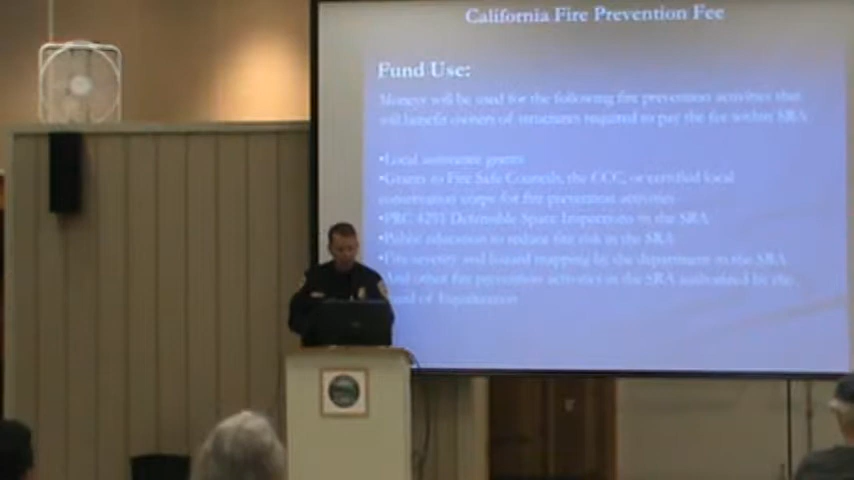 California Fire Prevention Fee
Fund Use:
Moneys will be used for the following fire prevention activities that
will benefit owners of structures required to pay the fee within SRA
•Local assistance grants
•Grants to Fire Safe Councils, the CCC, or certified local
conservation corps for fire prevention activities
•PRC 4291 Defensible Space Inspections in the SRA
•Public education to reduce fire risk in the SRA
•Fire severity and hazard mapping by the department in the SRA
And other fire prevention activities in the SRA authorized by the